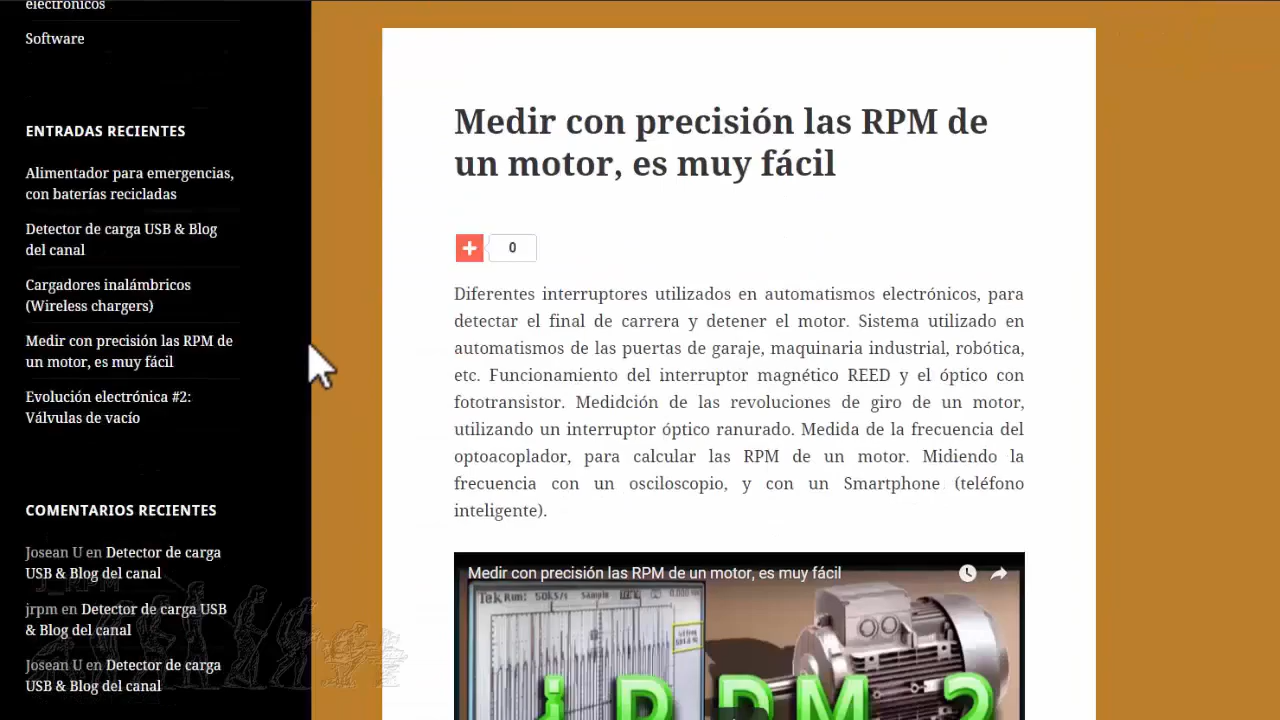 electrónicos
Software
ENTRADAS RECIENTES
Alimentador para emergencias,
con baterías recicladas
Detector de carga USB & Blog
del canal
Cargadores inalámbricos
(Wireless chargers)
Medir con precisión las RPM de
un motor, es muy fácil
Evolución electrónica #2:
Válvulas de vacío
COMENTARIOS RECIENTES
Josean U en Detector de carga
USB & Blog del canal
jrpm en Detector de carga USB
& Blog del canal
Josean U en Detector de carga
USB & Blog del canal
J_RPM
Medir con precisión las RPM de
un motor, es muy fácil
0
Diferentes interruptores utilizados en automatismos electrónicos, para
detectar el final de carrera y detener el motor. Sistema utilizado en
automatismos de las puertas de garaje, maquinaria industrial, robótica,
etc. Funcionamiento del interruptor magnético REED y el óptico con
fototransistor. Medidción de las revoluciones de giro de un motor,
utilizando un interruptor óptico ranurado. Medida de la frecuencia del
optoacoplador, para calcular las RPM de un motor. Midiendo la
frecuencia con un osciloscopio, y con un Smartphone (teléfono
inteligente).
Medir con precisión las RPM de un motor, es muy fácil
Tek Run: 50kS/s Sample
¿ RPM ?